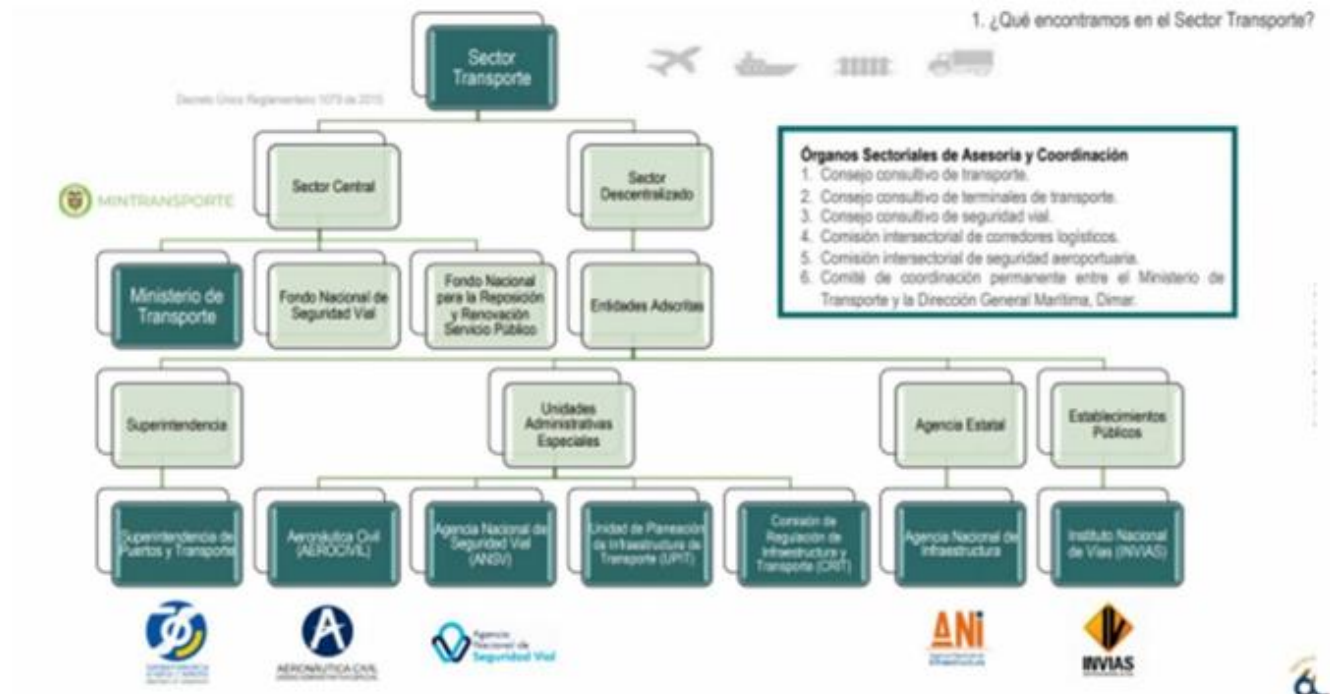 1. ¿Qué encontramos en el Sector Transporte?
Sector
Transporte
Decreto Único Reglamentario 1079 de 2015
Sector Central
Sector
Descentralizado
MINTRANSPORTE
Órganos Sectoriales de Asesoría y Coordinación
1. Consejo consultivo de transporte.
2. Consejo consultivo de terminales de transporte.
3. Consejo consultivo de seguridad vial.
4. Comisión intersectorial de corredores logísticos.
5. Comisión intersectorial de seguridad aeroportuaria.
6. Comité de coordinación permanente entre el Ministerio de
Transporte y la Dirección General Marítima, Dimar.
Ministerio de
Transporte
Fondo Nacional de
Seguridad Vial
Fondo Nacional
para la Reposición
y Renovación
Servicio Público
Entidades Adscritas
Superintendencia
Unidades
Administrativas
Especiales
Agencia Estatal
Establecimientos
Públicos
Superintendencia de
Puertos y Transporte
Aeronáutica Civil
(AEROCIVIL)
Agencia Nacional de
Seguridad Vial
(ANSV)
Unidad de Planeación
de Infraestructura de
Transporte (UPIT)
Comisión de
Regulación de
Infraestructura y
Transporte (CRIT)
Agencia Nacional de
Infraestructura
Instituto Nacional
de Vías (INVIAS)
AERONÁUTICA CIVIL
Agencia
Nacional de
Seguridad Vial
ANI
INVIAS